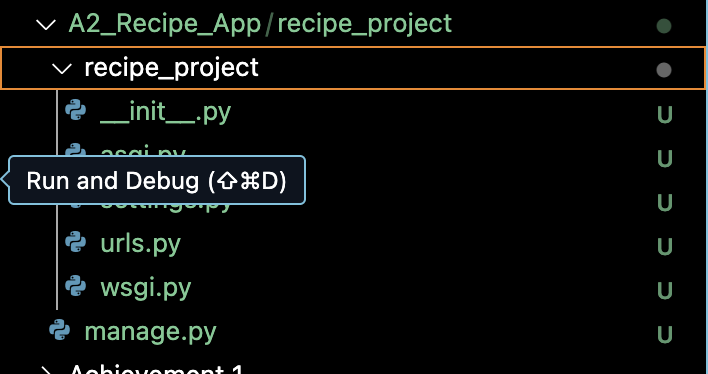 A2_Recipe_App/recipe_project
recipe_project
__init__.py U
asgi.py U
Run and Debug (⇧⌘D)
settings.py U
urls.py U
wsgi.py U
manage.py U
Achievement 1